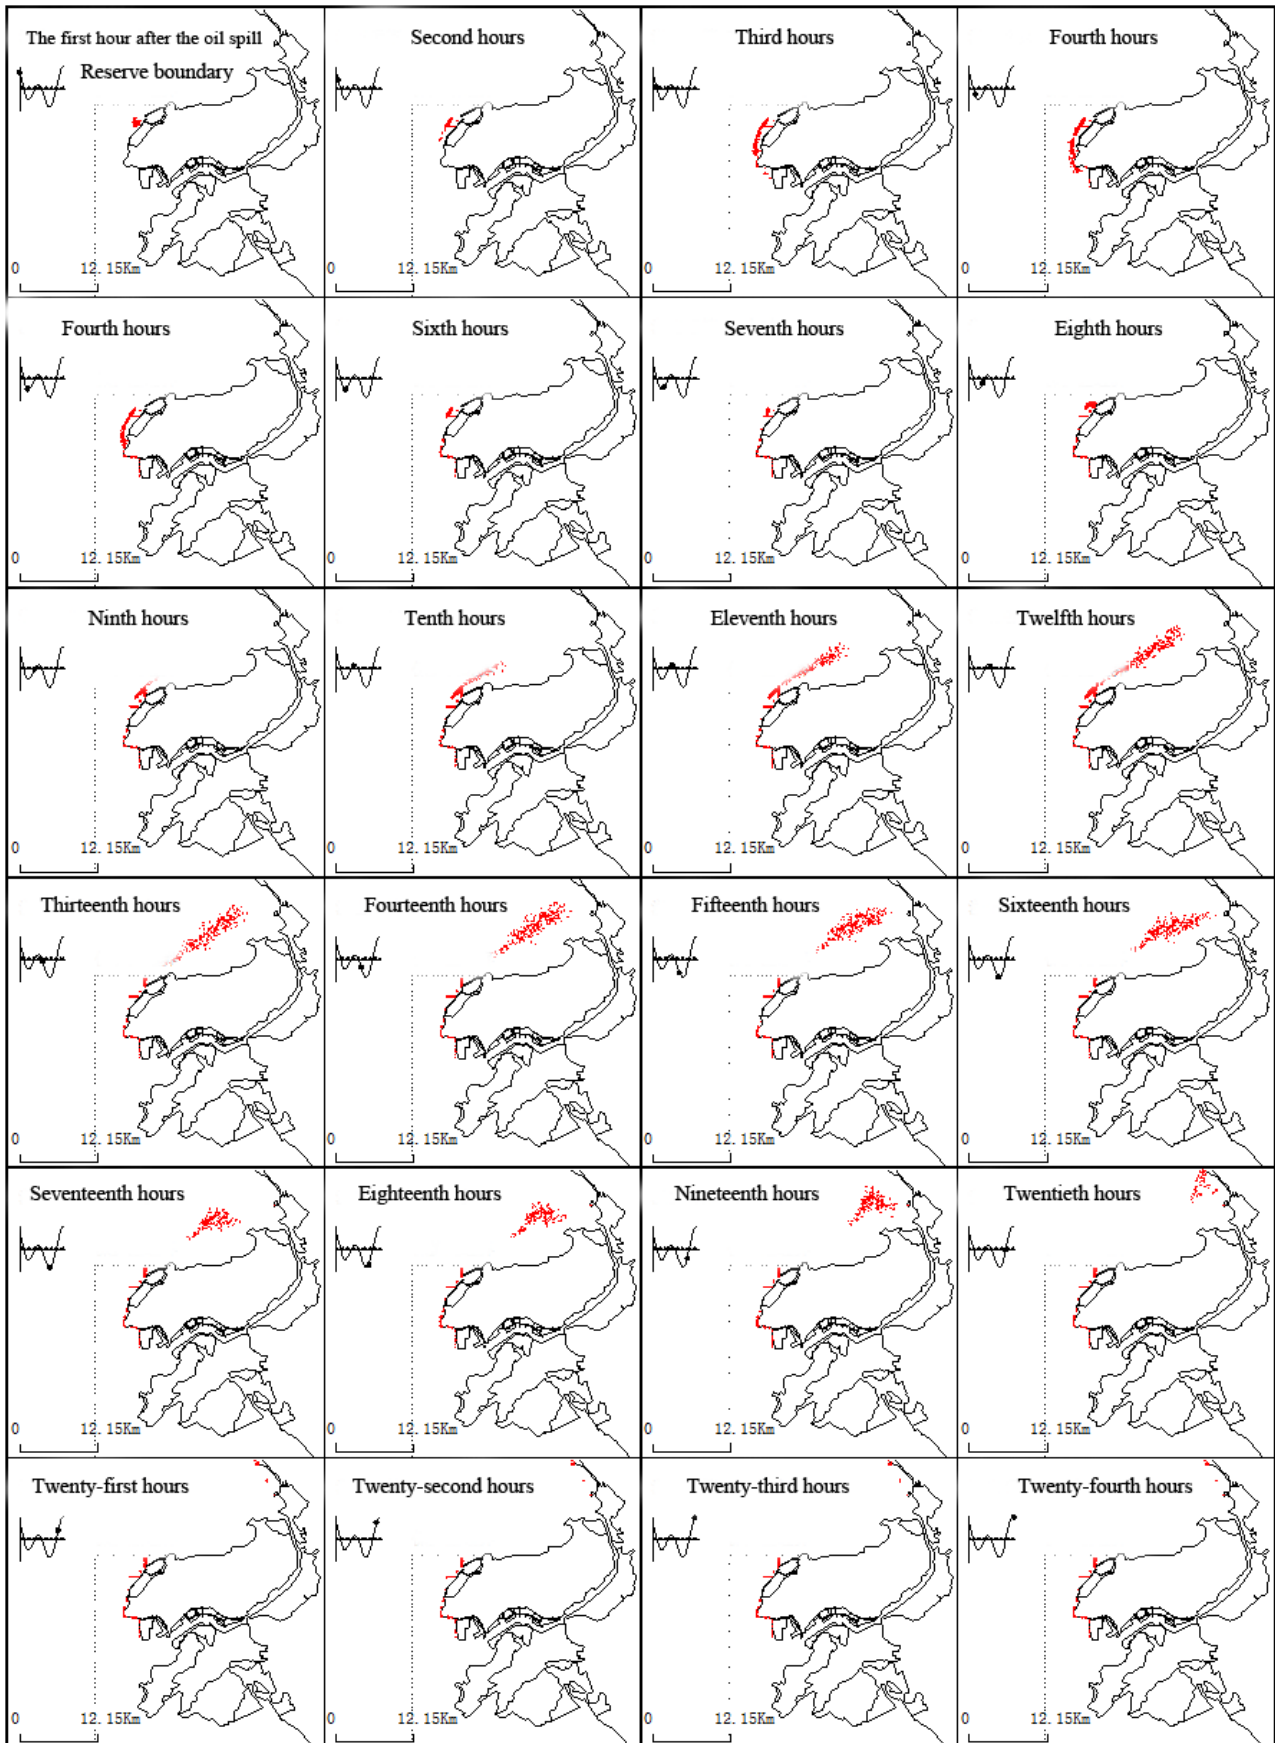 The first hour after the oil spill
Reserve boundary
0 12.15Km
Second hours
0 12.15Km
Third hours
0 12.15Km
Fourth hours
0 12.15Km
Fourth hours
0 12.15Km
Sixth hours
0 12.15Km
Seventh hours
0 12.15Km
Eighth hours
0 12.15Km
Ninth hours
0 12.15Km
Tenth hours
0 12.15Km
Eleventh hours
0 12.15Km
Twelfth hours
0 12.15Km
Thirteenth hours
0 12.15Km
Fourteenth hours
0 12.15Km
Fifteenth hours
0 12.15Km
Sixteenth hours
0 12.15Km
Seventeenth hours
0 12.15Km
Eighteenth hours
0 12.15Km
Nineteenth hours
0 12.15Km
Twentieth hours
0 12.15Km
Twenty-first hours
0 12.15Km
Twenty-second hours
0 12.15Km
Twenty-third hours
0 12.15Km
Twenty-fourth hours
0 12.15Km